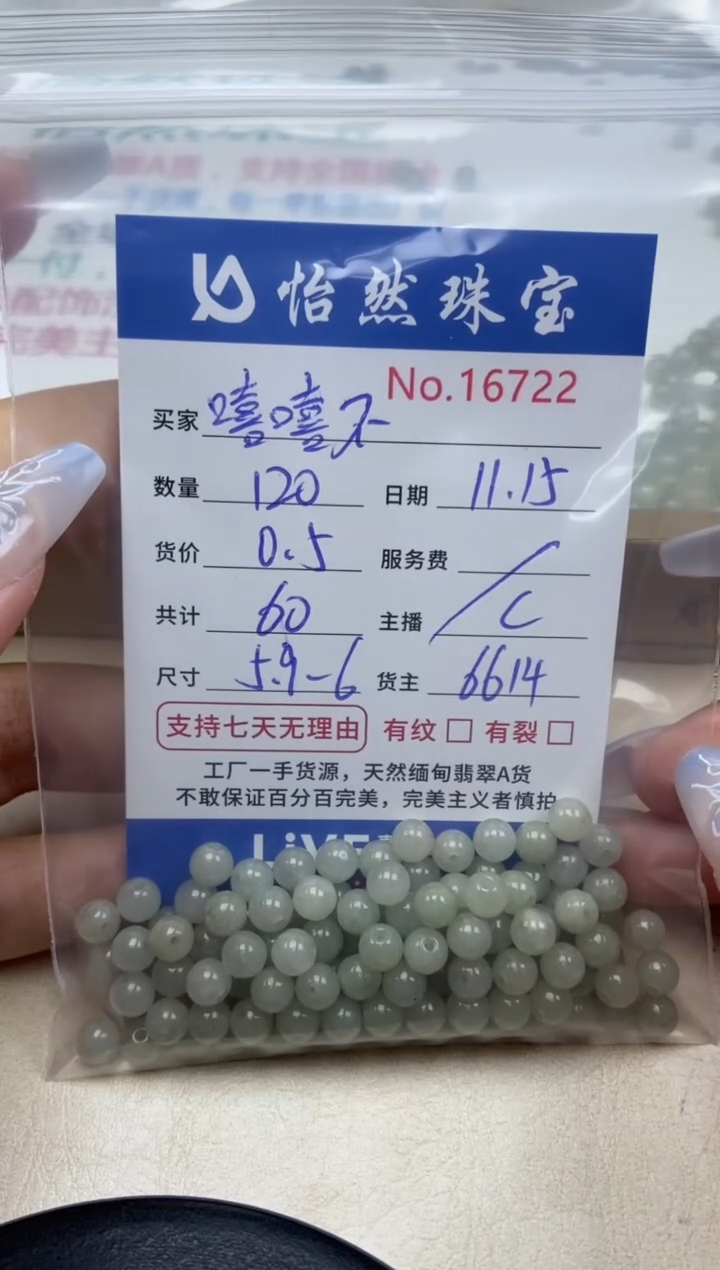 怡然珠宝
No.16722
买家 嘻嘻不
数量 120 日期 11.15
货价 0.5 服务费 /
共计 60 主播 C
尺寸 5.9-6 货主 6614
支持七天无理由 有纹 □ 有裂 □
工厂一手货源，天然缅甸翡翠A货
不敢保证百分百完美，完美主义者慎拍
LiVE